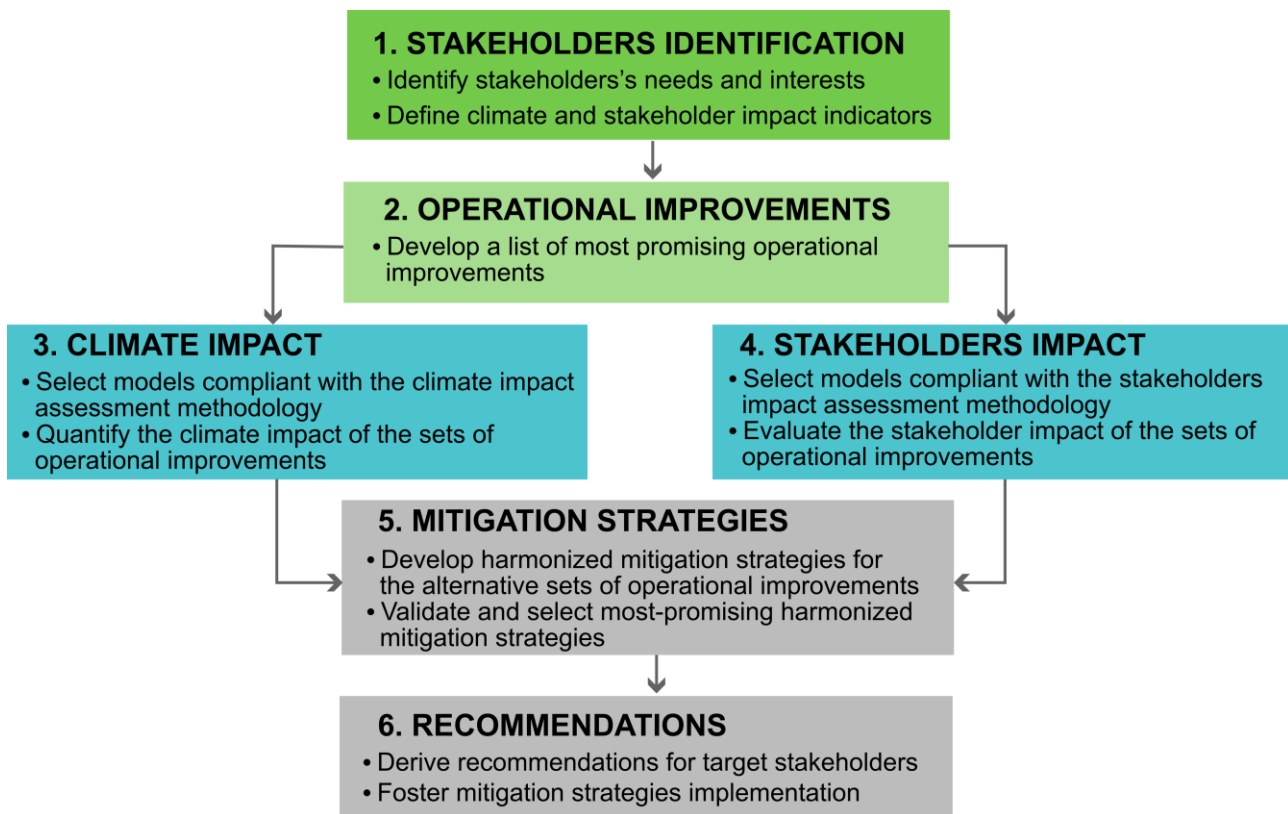 1. STAKEHOLDERS IDENTIFICATION
• Identify stakeholders's needs and interests
• Define climate and stakeholder impact indicators
2. OPERATIONAL IMPROVEMENTS
• Develop a list of most promising operational
improvements
3. CLIMATE IMPACT
• Select models compliant with the climate impact
assessment methodology
• Quantify the climate impact of the sets of
operational improvements
4. STAKEHOLDERS IMPACT
• Select models compliant with the stakeholders
impact assessment methodology
• Evaluate the stakeholder impact of the sets of
operational improvements
5. MITIGATION STRATEGIES
• Develop harmonized mitigation strategies for
the alternative sets of operational improvements
• Validate and select most-promising harmonized
mitigation strategies
6. RECOMMENDATIONS
• Derive recommendations for target stakeholders
• Foster mitigation strategies implementation